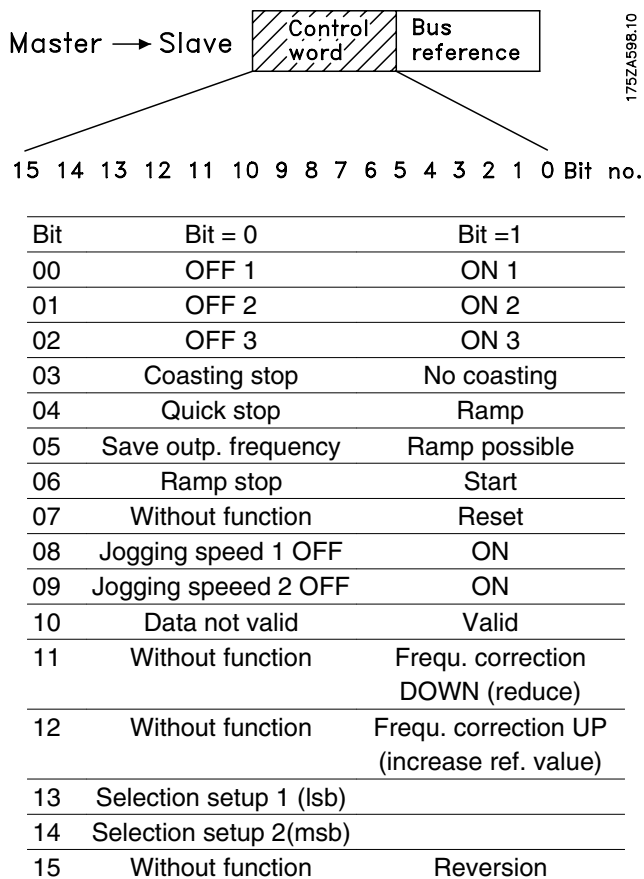 Master → Slave Control word Bus reference
175ZA598.10
15 14 13 12 11 10 9 8 7 6 5 4 3 2 1 0 Bit no.
Bit Bit = 0 Bit =1
00 OFF 1 ON 1
01 OFF 2 ON 2
02 OFF 3 ON 3
03 Coasting stop No coasting
04 Quick stop Ramp
05 Save outp. frequency Ramp possible
06 Ramp stop Start
07 Without function Reset
08 Jogging speed 1 OFF ON
09 Jogging speeed 2 OFF ON
10 Data not valid Valid
11 Without function Frequ. correction
DOWN (reduce)
12 Without function Frequ. correction UP
(increase ref. value)
13 Selection setup 1 (lsb)
14 Selection setup 2(msb)
15 Without function Reversion